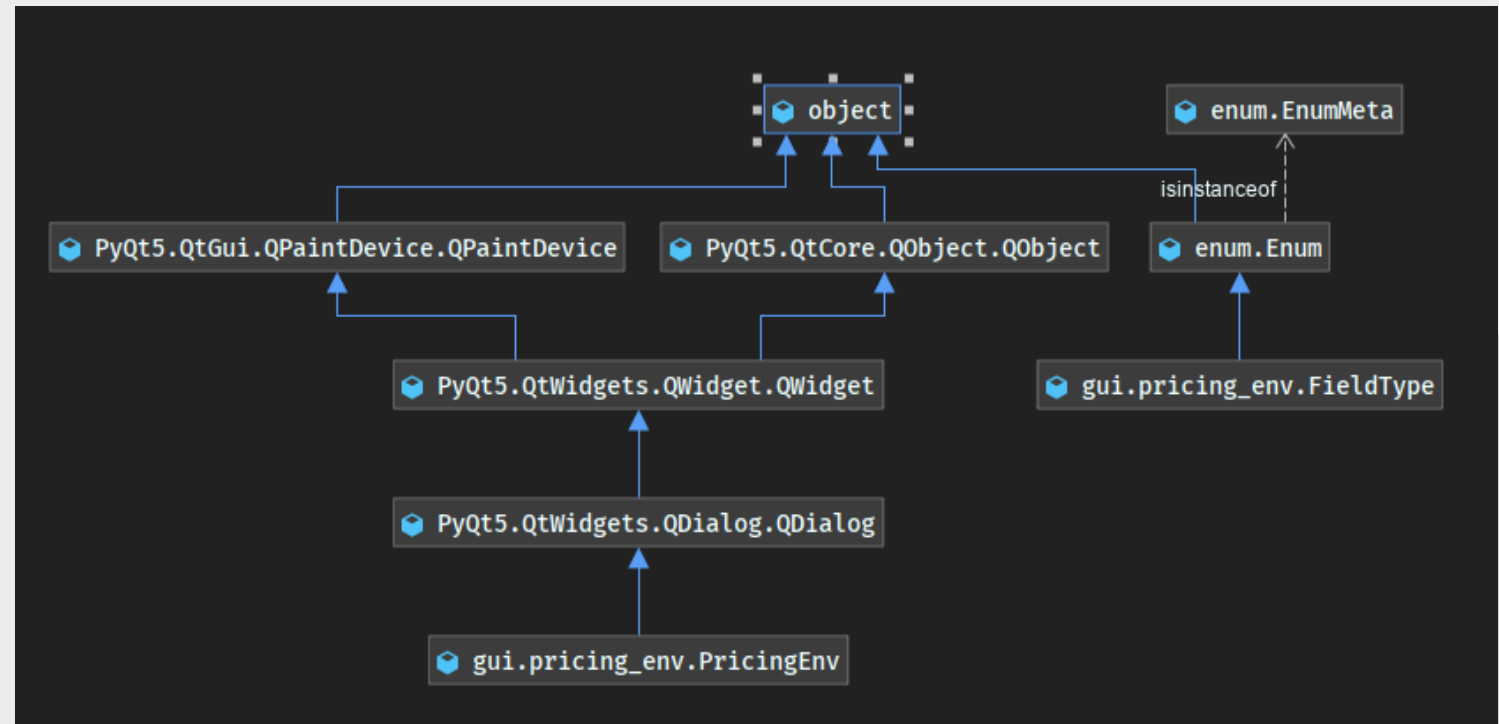 object
enum.EnumMeta
isinstanceof
PyQt5.QtGui.QPaintDevice.QPaintDevice
PyQt5.QtCore.QObject.QObject
enum.Enum
PyQt5.QtWidgets.QWidget.QWidget
gui.pricing_env.FieldType
PyQt5.QtWidgets.QDialog.QDialog
gui.pricing_env.PricingEnv